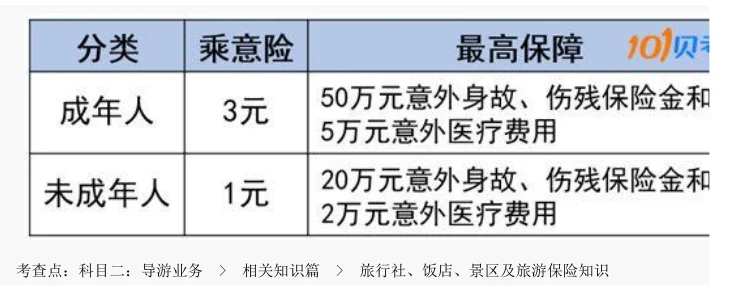 分类 乘意险 最高保障 101贝考
成年人 3元 50万元意外身故、伤残保险金和
5万元意外医疗费用
未成年人 1元 20万元意外身故、伤残保险金和
2万元意外医疗费用
考查点：科目二：导游业务 > 相关知识篇 > 旅行社、饭店、景区及旅游保险知识